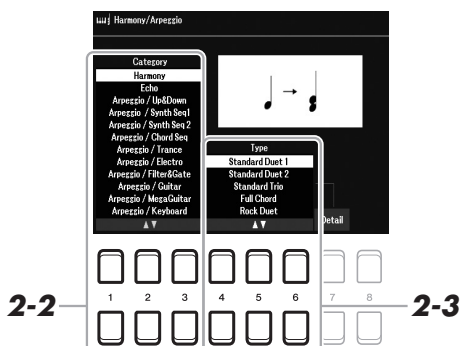 Harmony/Arpeggio
Category
Harmony
Echo
Arpeggio / Up&Down
Arpeggio / Synth Seq1
Arpeggio / Synth Seq 2
Arpeggio / Chord Seq
Arpeggio / Trance
Arpeggio / Electro
Arpeggio / Filter&Gate
Arpeggio / Guitar
Arpeggio / MegaGuitar
Arpeggio / Keyboard
Type
Standard Duet 1
Standard Duet 2
Standard Trio
Full Chord
Rock Duet
Detail
1 2 3 4 5 6 7 8
2-2
2-3